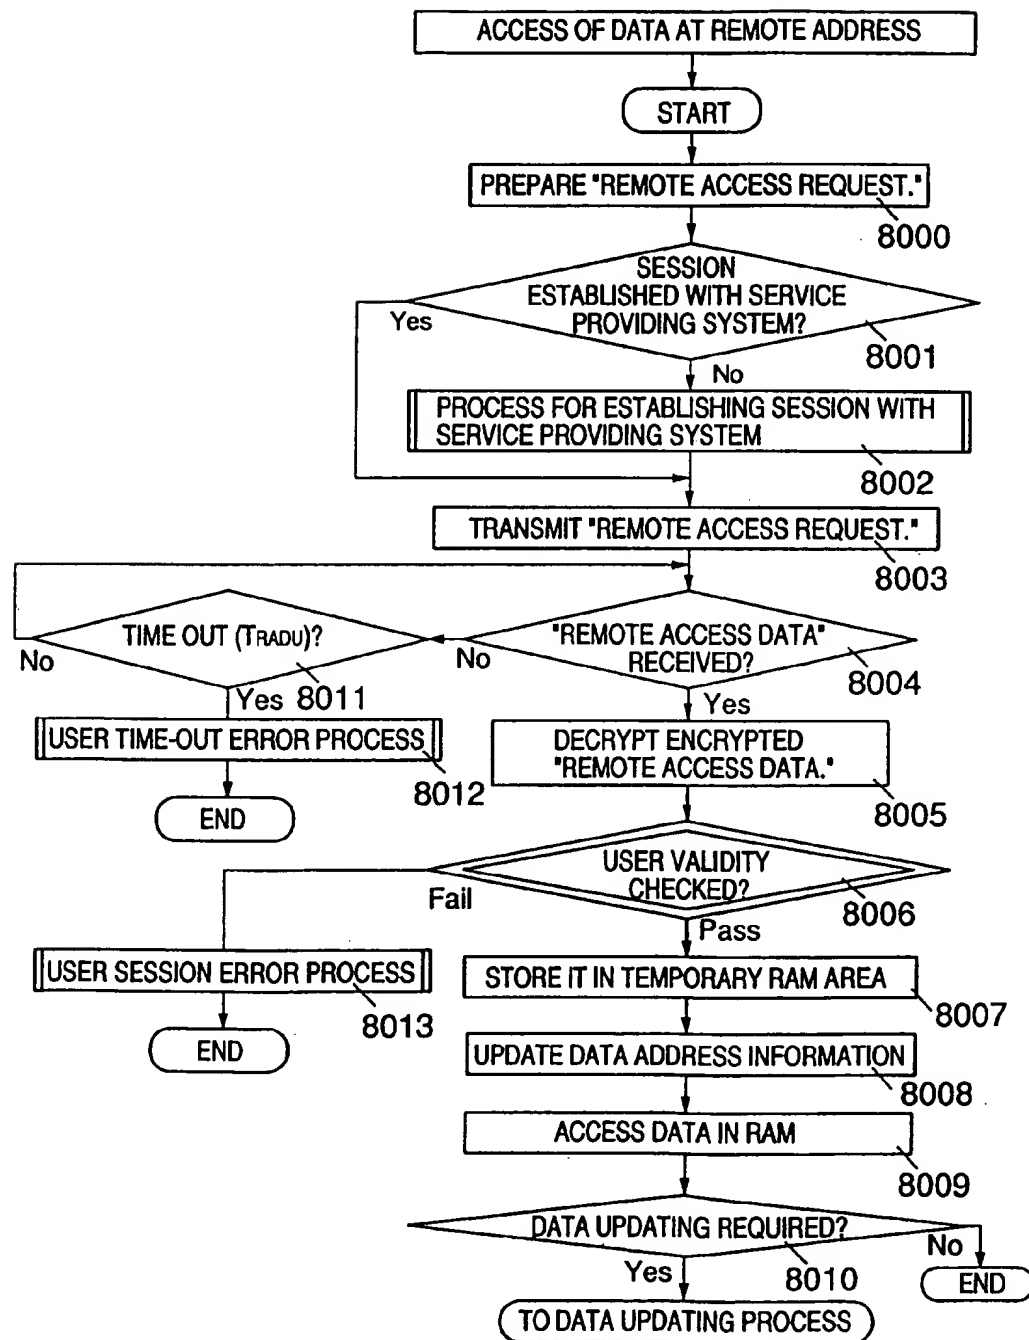 ACCESS OF DATA AT REMOTE ADDRESS
START
PREPARE "REMOTE ACCESS REQUEST."
8000
SESSION
ESTABLISHED WITH SERVICE
PROVIDING SYSTEM?
Yes
8001
No
PROCESS FOR ESTABLISHING SESSION WITH
SERVICE PROVIDING SYSTEM
8002
TRANSMIT "REMOTE ACCESS REQUEST."
8003
"REMOTE ACCESS DATA"
RECEIVED?
8004
No
TIME OUT (TRADU)?
No
8011
Yes
USER TIME-OUT ERROR PROCESS
8012
END
Yes
DECRYPT ENCRYPTED
"REMOTE ACCESS DATA."
8005
USER VALIDITY
CHECKED?
8006
Fail
USER SESSION ERROR PROCESS
8013
END
Pass
STORE IT IN TEMPORARY RAM AREA
8007
UPDATE DATA ADDRESS INFORMATION
8008
ACCESS DATA IN RAM
8009
DATA UPDATING REQUIRED?
8010
No
END
Yes
TO DATA UPDATING PROCESS